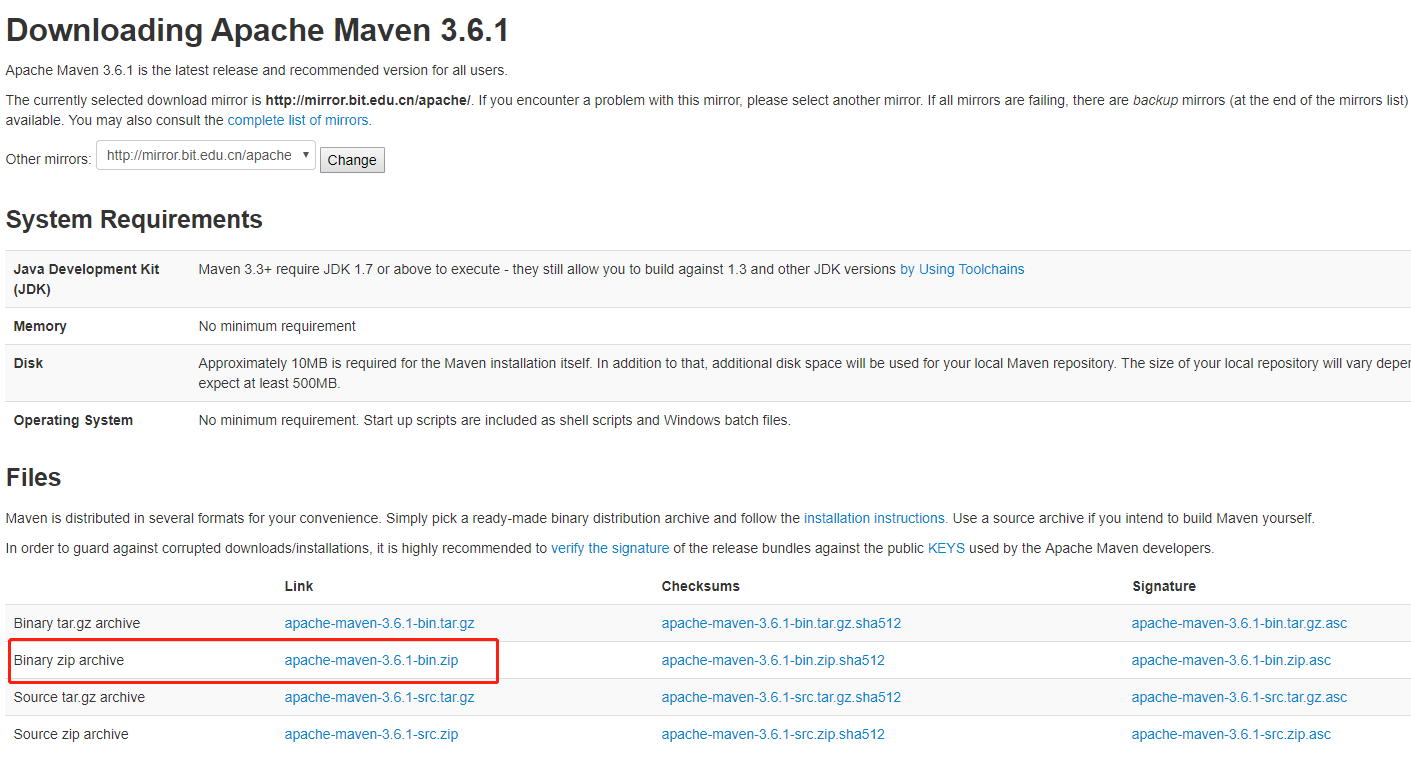 Downloading Apache Maven 3.6.1
Apache Maven 3.6.1 is the latest release and recommended version for all users.
The currently selected download mirror is http://mirror.bit.edu.cn/apache/. If you encounter a problem with this mirror, please select another mirror. If all mirrors are failing, there are backup mirrors (at the end of the mirrors list)
available. You may also consult the complete list of mirrors.
Other mirrors: http://mirror.bit.edu.cn/apache Change
System Requirements
Java Development Kit Maven 3.3+ require JDK 1.7 or above to execute - they still allow you to build against 1.3 and other JDK versions by Using Toolchains
(JDK)
Memory No minimum requirement
Disk Approximately 10MB is required for the Maven installation itself. In addition to that, additional disk space will be used for your local Maven repository. The size of your local repository will vary
expect at least 500MB.
Operating System No minimum requirement. Start up scripts are included as shell scripts and Windows batch files.
Files
Maven is distributed in several formats for your convenience. Simply pick a ready-made binary distribution archive and follow the installation instructions. Use a source archive if you intend to build Maven yourself.
In order to guard against corrupted downloads/installations, it is highly recommended to verify the signature of the release bundles against the public KEYS used by the Apache Maven developers.
Link Checksums Signature
Binary tar.gz archive apache-maven-3.6.1-bin.tar.gz apache-maven-3.6.1-bin.tar.gz.sha512 apache-maven-3.6.1-bin.tar.gz.asc
Binary zip archive apache-maven-3.6.1-bin.zip apache-maven-3.6.1-bin.zip.sha512 apache-maven-3.6.1-bin.zip.asc
Source tar.gz archive apache-maven-3.6.1-src.tar.gz apache-maven-3.6.1-src.tar.gz.sha512 apache-maven-3.6.1-src.tar.gz.asc
Source zip archive apache-maven-3.6.1-src.zip apache-maven-3.6.1-src.zip.sha512 apache-maven-3.6.1-src.zip.asc